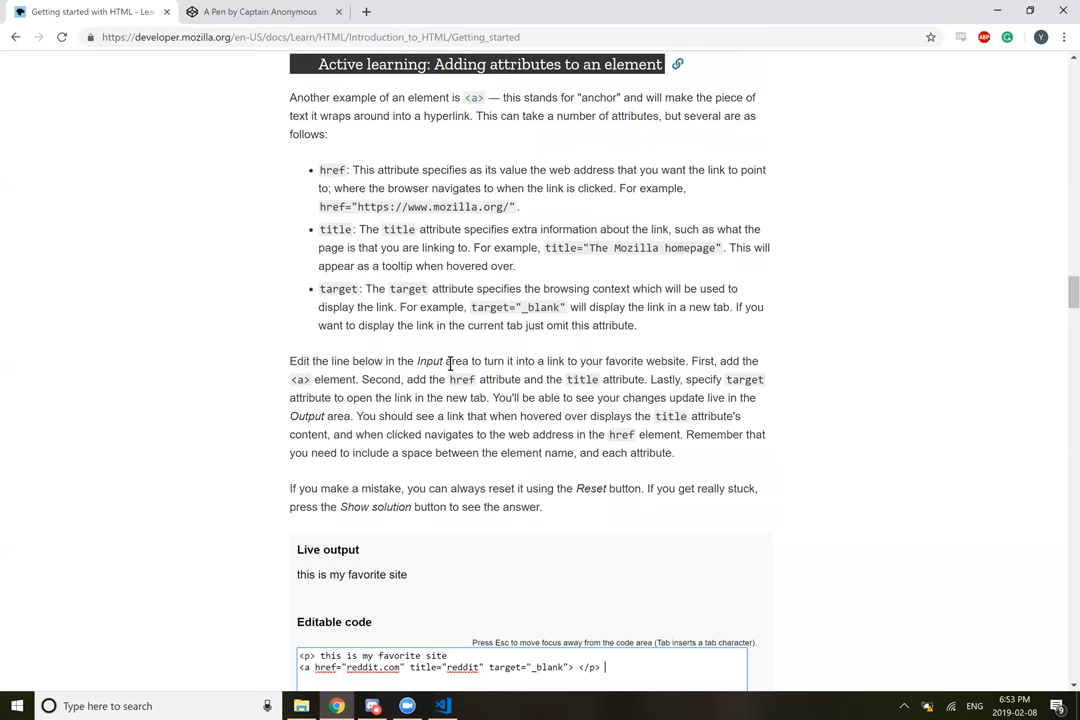 Getting started with HTML - Lea
A Pen by Captain Anonymous
https://developer.mozilla.org/en-US/docs/Learn/HTML/Introduction_to_HTML/Getting_started
ABP
G
Y
Active learning: Adding attributes to an element
Another example of an element is <a> — this stands for "anchor" and will make the piece of
text it wraps around into a hyperlink. This can take a number of attributes, but several are as
follows:
• href: This attribute specifies as its value the web address that you want the link to point
to; where the browser navigates to when the link is clicked. For example,
href="https://www.mozilla.org/".
• title: The title attribute specifies extra information about the link, such as what the
page is that you are linking to. For example, title="The Mozilla homepage". This will
appear as a tooltip when hovered over.
• target: The target attribute specifies the browsing context which will be used to
display the link. For example, target="_blank" will display the link in a new tab. If you
want to display the link in the current tab just omit this attribute.
Edit the line below in the Input area to turn it into a link to your favorite website. First, add the
<a> element. Second, add the href attribute and the title attribute. Lastly, specify target
attribute to open the link in the new tab. You'll be able to see your changes update live in the
Output area. You should see a link that when hovered over displays the title attribute's
content, and when clicked navigates to the web address in the href element. Remember that
you need to include a space between the element name, and each attribute.
If you make a mistake, you can always reset it using the Reset button. If you get really stuck,
press the Show solution button to see the answer.
Live output
this is my favorite site
Editable code
Press Esc to move focus away from the code area (Tab inserts a tab character).
<p> this is my favorite site
<a href="reddit.com" title="reddit" target="_blank"> </p>
Type here to search
ENG
6:53 PM
2019-02-08